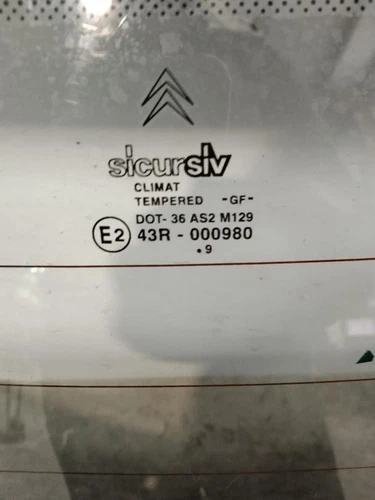 sicursiv
CLIMAT
TEMPERED -GF-
DOT- 36 AS2 M129
E2 43R - 000980
.9